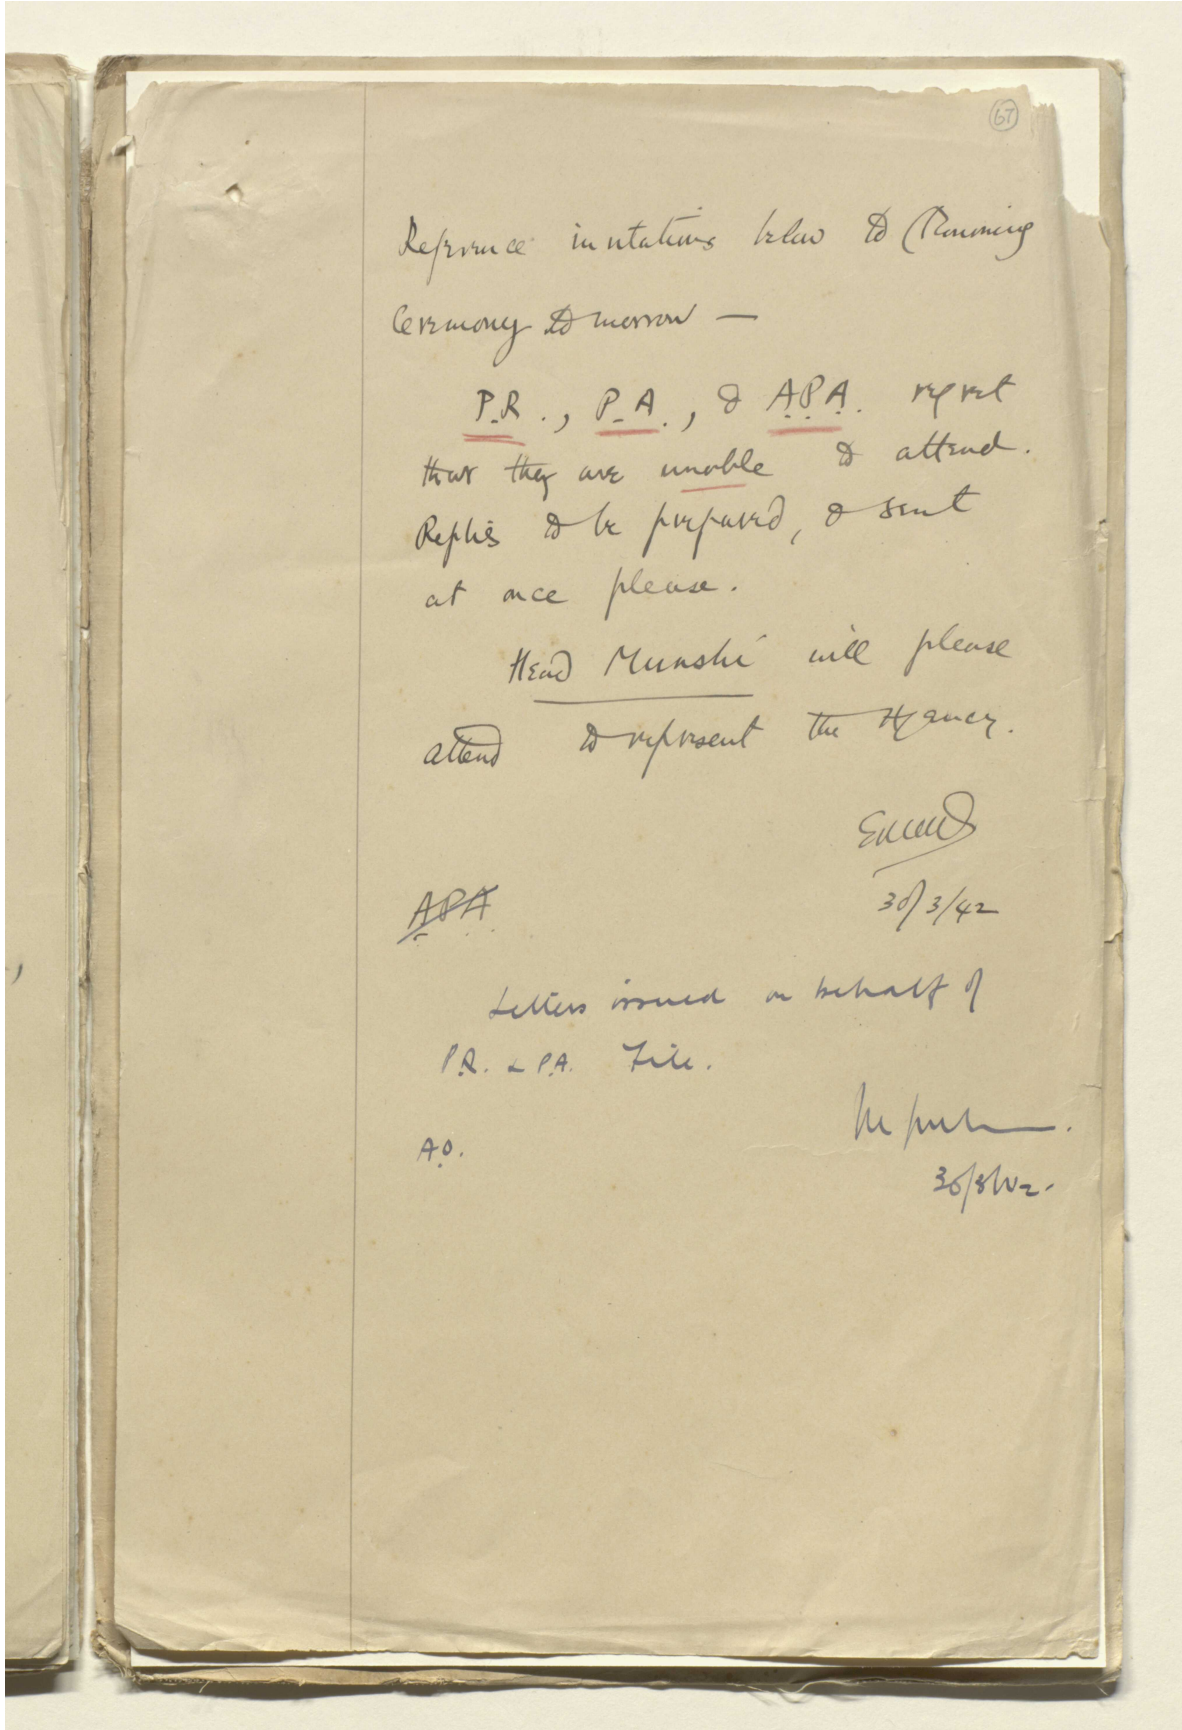 67
Reference invitations below to
Ceremony tomorrow —
P.R., P.A., & A.P.A. regret
that they are unable to attend.
Replies to be prepared, & sent
at once please.
Head Munshi will please
attend to represent the Agency.
30/3/42
A.P.A.
Letters issued on behalf of
P.R. & P.A. File.
A.O.
30/3/42.